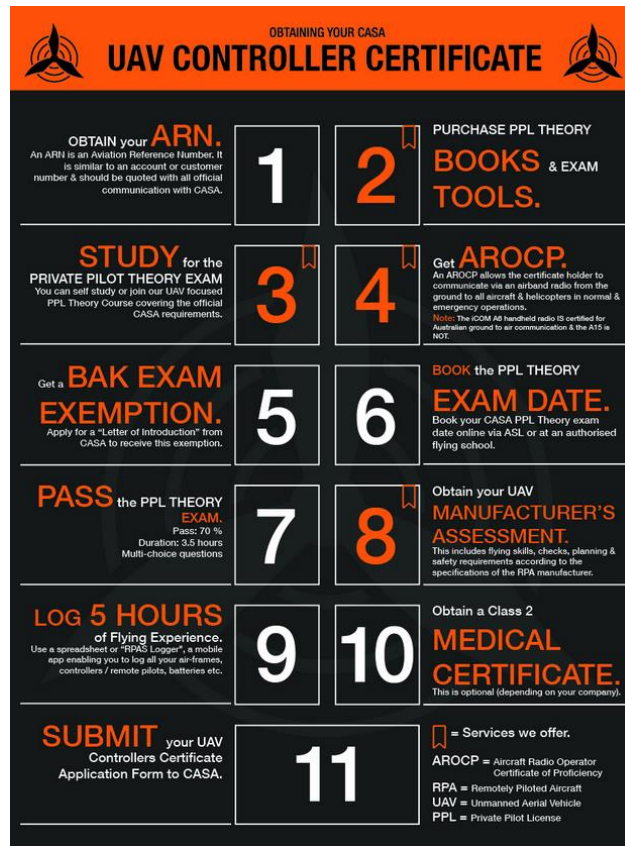 OBTAINING YOUR CASA
UAV CONTROLLER CERTIFICATE
OBTAIN your ARN.
An ARN is an Aviation Reference Number. It
is similar to an account or customer
number & should be quoted with all official
communication with CASA.
1
2
PURCHASE PPL THEORY
BOOKS & EXAM
TOOLS.
STUDY for the
PRIVATE PILOT THEORY EXAM
You can self study or join our UAV focused
PPL Theory Course covering the official
CASA requirements.
3
4
Get AROCP.
An AROCP allows the certificate holder to
communicate via an airband radio from the
ground to all aircraft & helicopters in normal &
emergency operations.
Note: The iCOM A6 handheld radio IS certified for
Australian ground to air communication & the A15 is
NOT.
Get a BAK EXAM
EXEMPTION.
Apply for a "Letter of Introduction" from
CASA to receive this exemption.
5
6
BOOK the PPL THEORY
EXAM DATE.
Book your CASA PPL Theory exam
date online via ASL or at an authorised
flying school.
PASS the PPL THEORY
EXAM.
Pass: 70 %
Duration: 3.5 hours
Multi-choice questions
7
8
Obtain your UAV
MANUFACTURER'S
ASSESSMENT.
This includes flying skills, checks, planning &
safety requirements according to the
specifications of the RPA manufacturer.
LOG 5 HOURS
of Flying Experience.
Use a spreadsheet or "RPAS Logger", a mobile
app enabling you to log all your air-frames,
controllers / remote pilots, batteries etc.
9
10
Obtain a Class 2
MEDICAL
CERTIFICATE.
This is optional (depending on your company).
SUBMIT your UAV
Controllers Certificate
Application Form to CASA.
11
= Services we offer.
AROCP = Aircraft Radio Operator
Certificate of Proficiency
RPA = Remotely Piloted Aircraft
UAV = Unmanned Aerial Vehicle
PPL = Private Pilot License